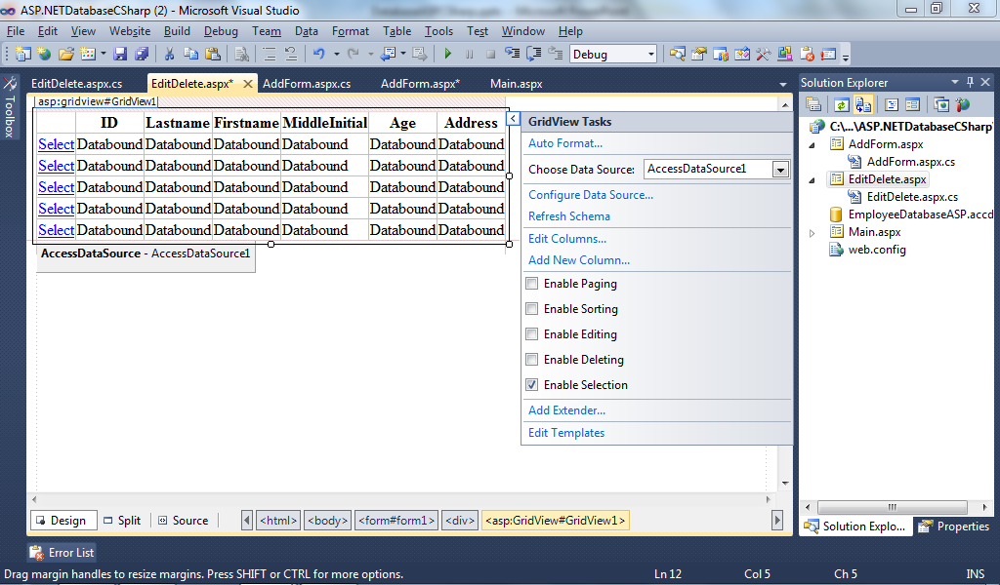 ASP.NETDatabaseCSharp (2) - Microsoft Visual Studio
File Edit View Website Build Debug Team Data Format Table Tools Test Window Help
Debug
EditDelete.aspx.cs EditDelete.aspx* AddForm.aspx.cs AddForm.aspx* Main.aspx
Toolbox
asp:gridview#GridView1
ID Lastname Firstname MiddleInitial Age Address
Select Databound Databound Databound Databound Databound Databound
Select Databound Databound Databound Databound Databound Databound
Select Databound Databound Databound Databound Databound Databound
Select Databound Databound Databound Databound Databound Databound
Select Databound Databound Databound Databound Databound Databound
AccessDataSource - AccessDataSource1
GridView Tasks
Auto Format...
Choose Data Source: AccessDataSource1
Configure Data Source...
Refresh Schema
Edit Columns...
Add New Column...
Enable Paging
Enable Sorting
Enable Editing
Enable Deleting
Enable Selection
Add Extender...
Edit Templates
Solution Explorer
C:\...\ASP.NETDatabaseCSharp
AddForm.aspx
AddForm.aspx.cs
EditDelete.aspx
EditDelete.aspx.cs
EmployeeDatabaseASP.accd
Main.aspx
web.config
Solution Explo... Properties
Design Split Source <html> <body> <form#form1> <div> <asp:GridView#GridView1>
Error List
Drag margin handles to resize margins. Press SHIFT or CTRL for more options. Ln 12 Col 5 Ch 5 INS